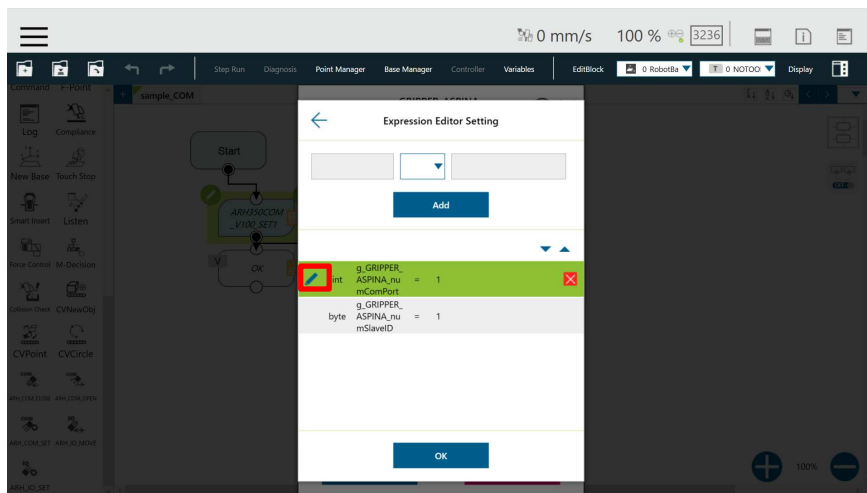 0 mm/s 100 % 3236
Step Run Diagnosis Point Manager Base Manager Controller Variables EditBlock 0 RobotBa T 0 NOTOO Display
Command F-Point
+ sample_COM
GRIPPER_ASPINA
Log Compliance
Expression Editor Setting
Start
New Base Touch Stop
Add
Smart Insert Listen
ARH350COM
_V100_SET1
Force Control M-Decision
V OK
g_GRIPPER_
int ASPINA_nu = 1
mComPort
g_GRIPPER_
byte ASPINA_nu = 1
mSlaveID
Collision Check CVNewObj
CVPoint CVCircle
ARH_COM_CLOSE ARH_COM_OPEN
ARH_COM_SET ARH_IO_MOVE
OK
100%
ARH_IO_SET